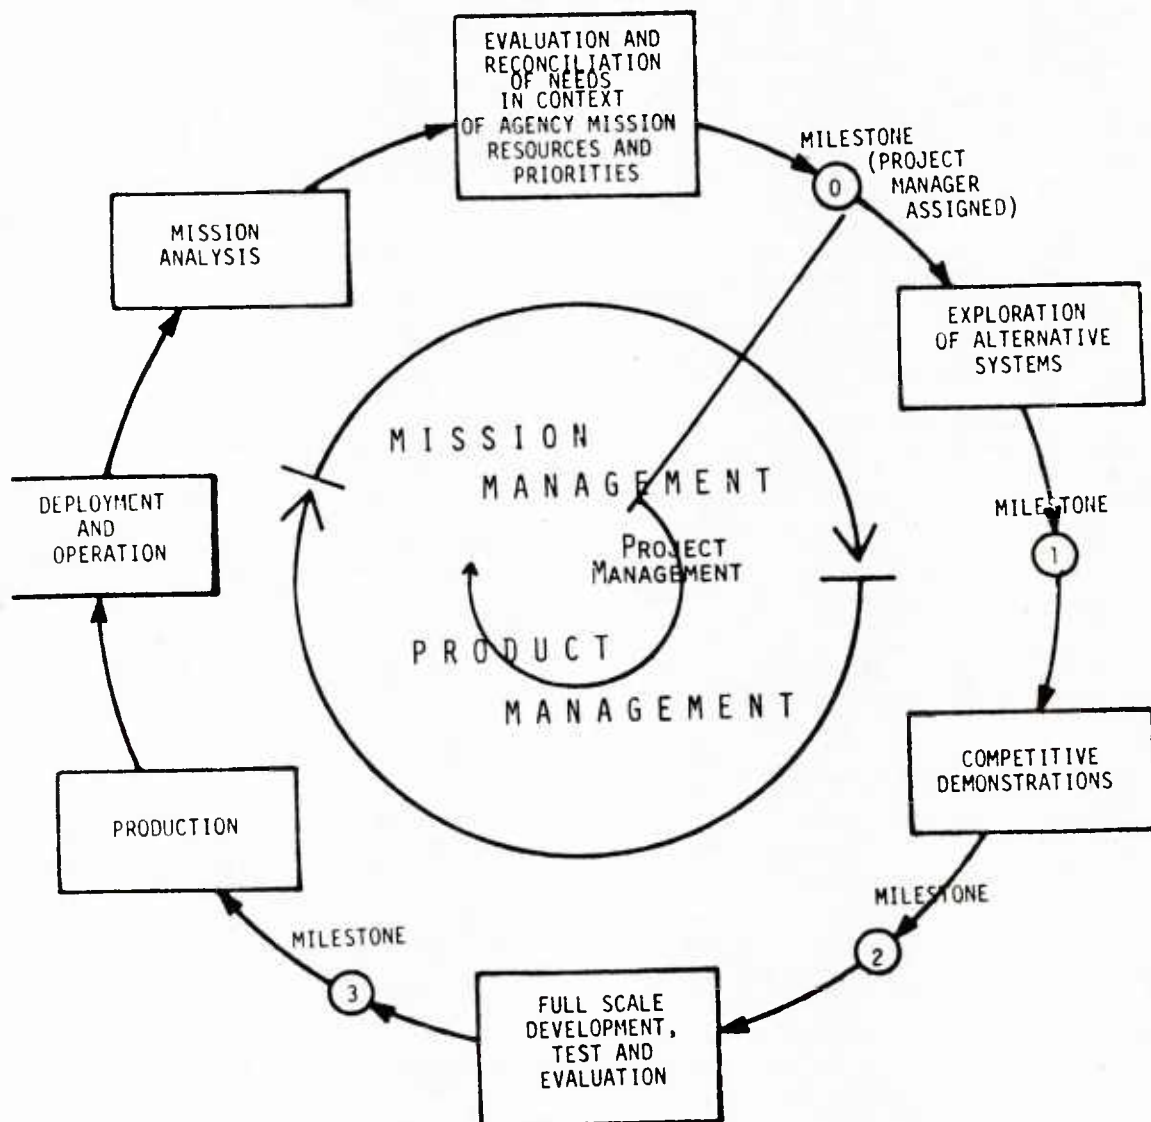 EVALUATION AND
RECONCILIATION
OF NEEDS
IN CONTEXT
OF AGENCY MISSION
RESOURCES AND
PRIORITIES
MILESTONE
(PROJECT
MANAGER
ASSIGNED)
0
MISSION
ANALYSIS
EXPLORATION
OF ALTERNATIVE
SYSTEMS
MISSION
MANAGEMENT
DEPLOYMENT
AND
OPERATION
MILESTONE
1
PROJECT
MANAGEMENT
PRODUCT
MANAGEMENT
COMPETITIVE
DEMONSTRATIONS
PRODUCTION
MILESTONE
2
MILESTONE
3
FULL SCALE
DEVELOPMENT,
TEST AND
EVALUATION